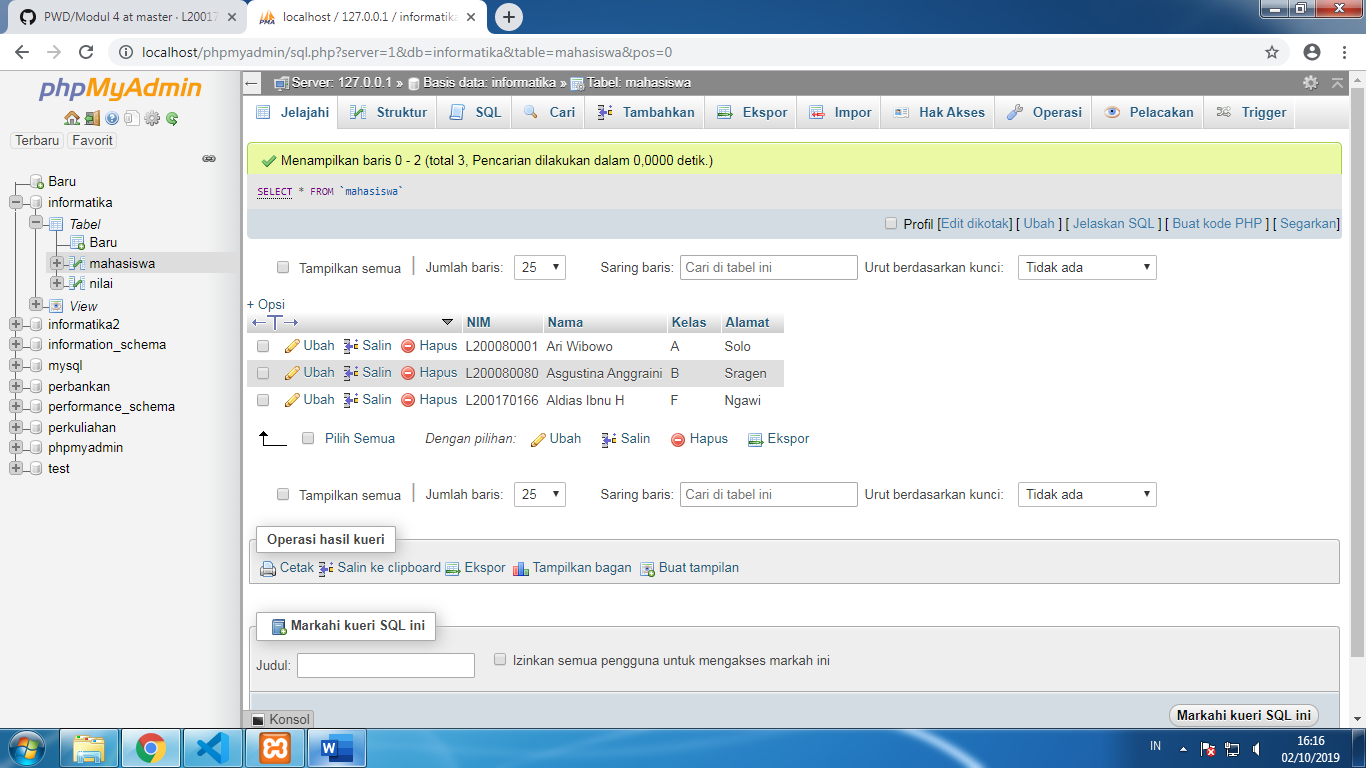 PWD/Modul 4 at master · L20017
localhost / 127.0.0.1 / informatika
localhost/phpmyadmin/sql.php?server=1&db=informatika&table=mahasiswa&pos=0
phpMyAdmin
Terbaru Favorit
Baru
informatika
Tabel
Baru
mahasiswa
nilai
View
informatika2
information_schema
mysql
perbankan
performance_schema
perkuliahan
phpmyadmin
test
Server: 127.0.0.1 » Basis data: informatika » Tabel: mahasiswa
Jelajahi Struktur SQL Cari Tambahkan Ekspor Impor Hak Akses Operasi Pelacakan Trigger
Menampilkan baris 0 - 2 (total 3, Pencarian dilakukan dalam 0,0000 detik.)
SELECT * FROM `mahasiswa`
Profil [Edit dikotak] [ Ubah ] [ Jelaskan SQL ] [ Buat kode PHP ] [ Segarkan]
Tampilkan semua | Jumlah baris: 25 Saring baris: Cari di tabel ini Urut berdasarkan kunci: Tidak ada
+ Opsi
←T→ NIM Nama Kelas Alamat
Ubah Salin Hapus L200080001 Ari Wibowo A Solo
Ubah Salin Hapus L200080080 Asgustina Anggraini B Sragen
Ubah Salin Hapus L200170166 Aldias Ibnu H F Ngawi
Pilih Semua Dengan pilihan: Ubah Salin Hapus Ekspor
Tampilkan semua | Jumlah baris: 25 Saring baris: Cari di tabel ini Urut berdasarkan kunci: Tidak ada
Operasi hasil kueri
Cetak Salin ke clipboard Ekspor Tampilkan bagan Buat tampilan
Markahi kueri SQL ini
Judul: Izinkan semua pengguna untuk mengakses markah ini
Konsol
Markahi kueri SQL ini
IN
16:16
02/10/2019